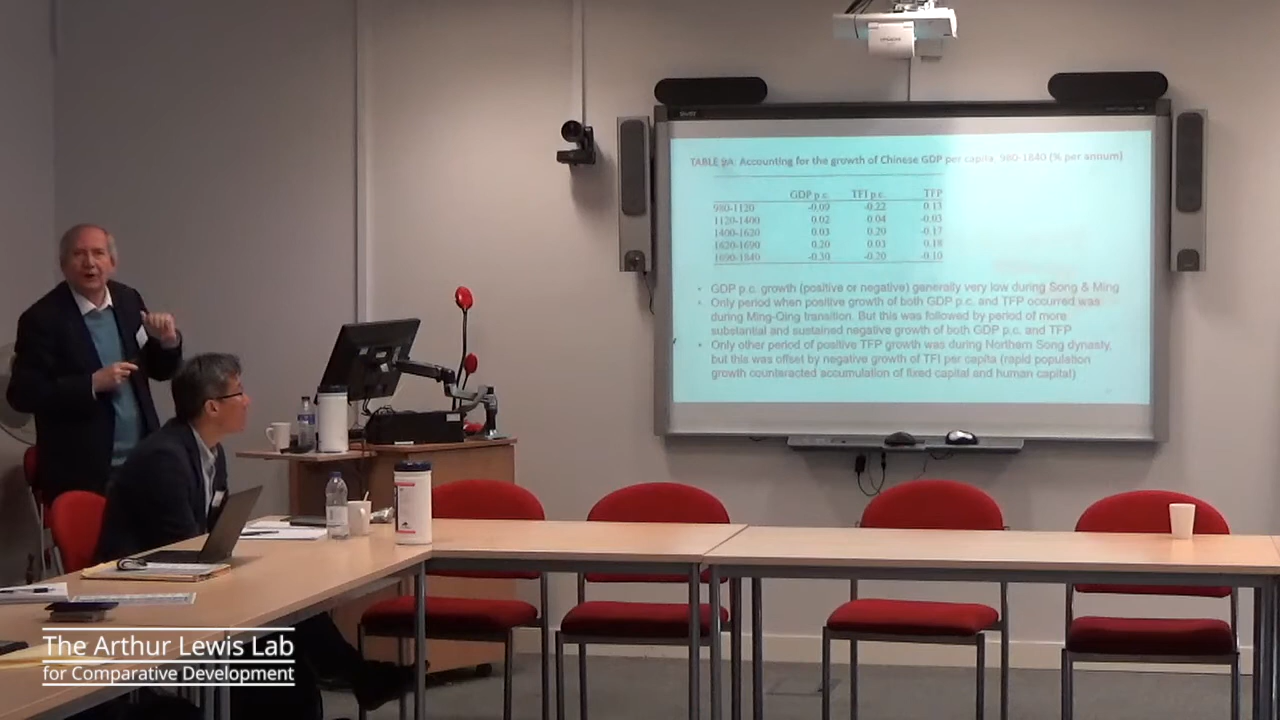 TABLE 9A: Accounting for the growth of Chinese GDP per capita, 980-1840 (% per annum)
GDP p.c. TFI p.c. TFP
980-1120 -0.09 -0.22 0.13
1120-1400 0.02 0.04 -0.03
1400-1620 0.03 0.20 -0.17
1620-1690 0.20 0.03 0.18
1690-1840 -0.30 -0.20 -0.10
• GDP p.c. growth (positive or negative) generally very low during Song & Ming
• Only period when positive growth of both GDP p.c. and TFP occurred was
during Ming-Qing transition. But this was followed by period of more
substantial and sustained negative growth of both GDP p.c. and TFP
• Only other period of positive TFP growth was during Northern Song dynasty,
but this was offset by negative growth of TFI per capita (rapid population
growth counteracted accumulation of fixed capital and human capital)
The Arthur Lewis Lab
for Comparative Development